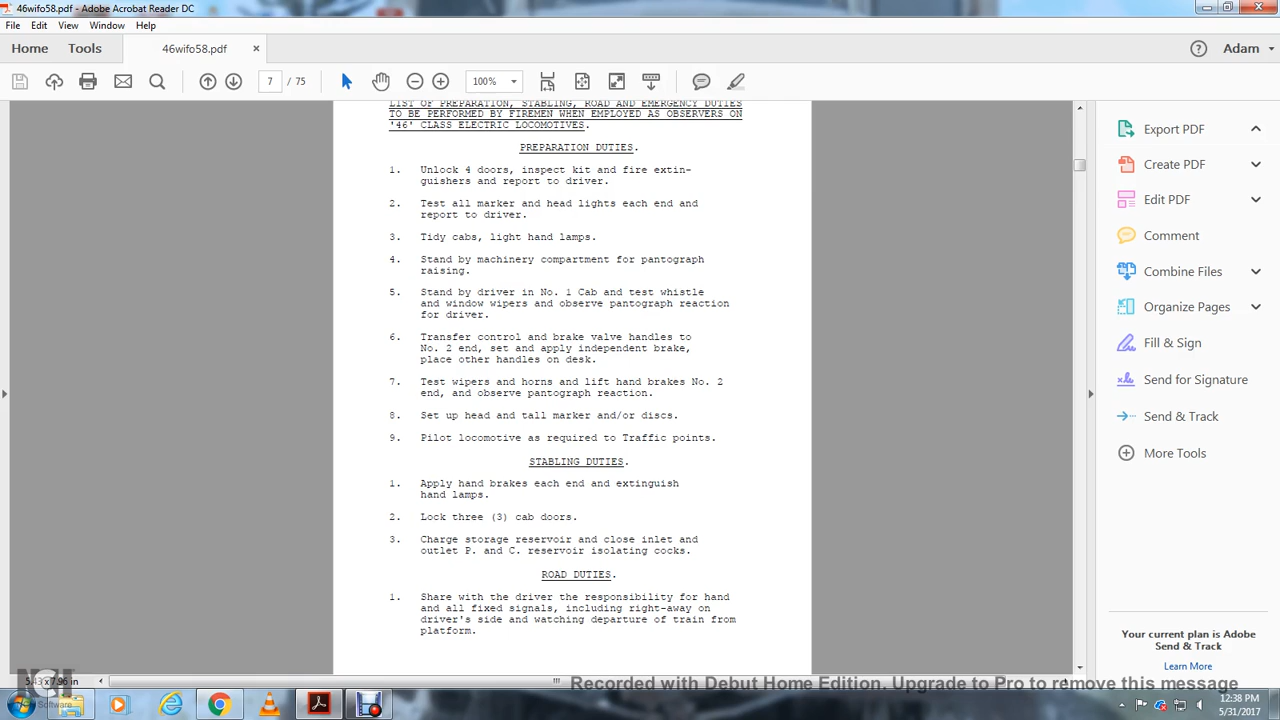 46wifo58.pdf - Adobe Acrobat Reader DC
File Edit View Window Help
Home Tools 46wifo58.pdf × Adam
7 / 75 100%
LIST OF PREPARATION, STABLING, ROAD AND EMERGENCY DUTIES
TO BE PERFORMED BY FIREMEN WHEN EMPLOYED AS OBSERVERS ON
'46' CLASS ELECTRIC LOCOMOTIVES.
PREPARATION DUTIES.
1. Unlock 4 doors, inspect kit and fire extin-
guishers and report to driver.
2. Test all marker and head lights each end and
report to driver.
3. Tidy cabs, light hand lamps.
4. Stand by machinery compartment for pantograph
raising.
5. Stand by driver in No. 1 Cab and test whistle
and window wipers and observe pantograph reaction
for driver.
6. Transfer control and brake valve handles to
No. 2 end, set and apply independent brake,
place other handles on desk.
7. Test wipers and horns and lift hand brakes No. 2
end, and observe pantograph reaction.
8. Set up head and tall marker and/or discs.
9. Pilot locomotive as required to Traffic points.
STABLING DUTIES.
1. Apply hand brakes each end and extinguish
hand lamps.
2. Lock three (3) cab doors.
3. Charge storage reservoir and close inlet and
outlet P. and C. reservoir isolating cocks.
ROAD DUTIES.
1. Share with the driver the responsibility for hand
and all fixed signals, including right-away on
driver's side and watching departure of train from
platform.
Export PDF
Create PDF
Edit PDF
Comment
Combine Files
Organize Pages
Fill & Sign
Send for Signature
Send & Track
More Tools
Your current plan is Adobe
Send & Track
Learn More
5.43 x 7.96 in
Recorded with Debut Home Edition. Upgrade to Pro to remove this message
12:38 PM
5/31/2017